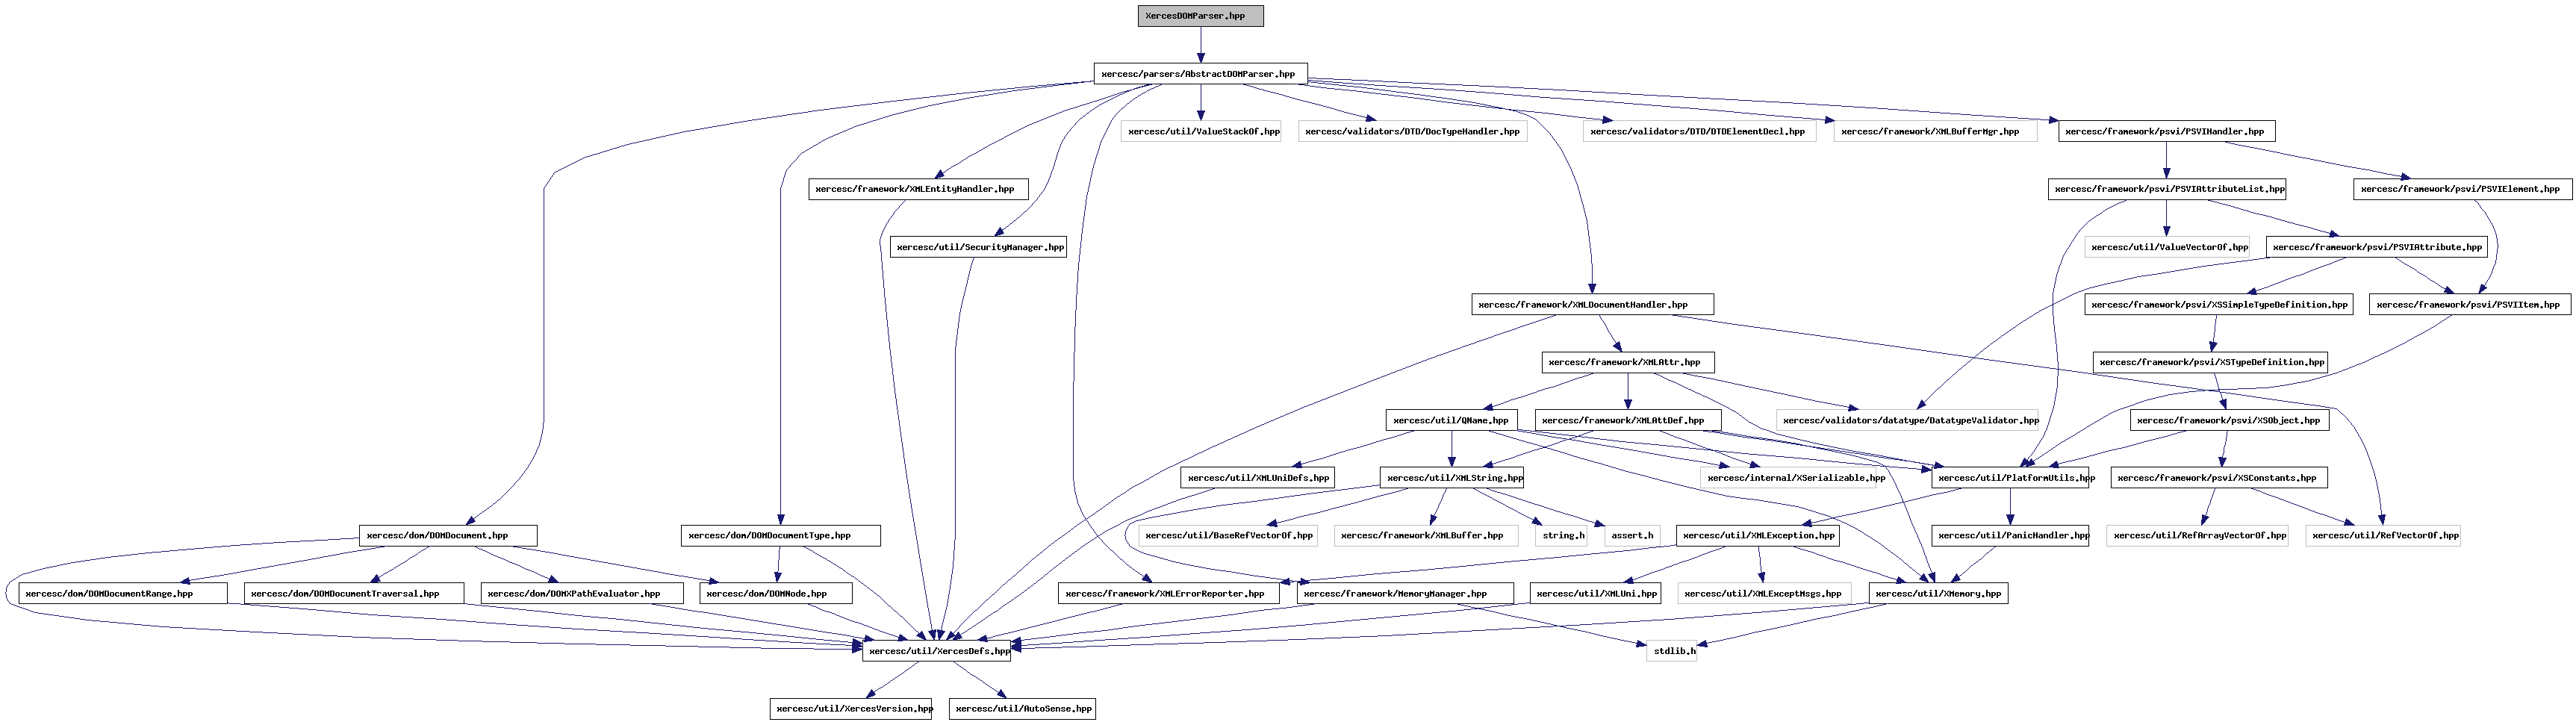 XercesDOMParser.hpp
xercesc/parsers/AbstractDOMParser.hpp
xercesc/util/ValueStackOf.hpp
xercesc/validators/DTD/DocTypeHandler.hpp
xercesc/validators/DTD/DTDElementDecl.hpp
xercesc/framework/XMLBufferMgr.hpp
xercesc/framework/psvi/PSVIHandler.hpp
xercesc/framework/XMLEntityHandler.hpp
xercesc/framework/psvi/PSVIAttributeList.hpp
xercesc/framework/psvi/PSVIElement.hpp
xercesc/util/SecurityManager.hpp
xercesc/util/ValueVectorOf.hpp
xercesc/framework/psvi/PSVIAttribute.hpp
xercesc/framework/XMLDocumentHandler.hpp
xercesc/framework/psvi/XSSimpleTypeDefinition.hpp
xercesc/framework/psvi/PSVIItem.hpp
xercesc/framework/XMLAttr.hpp
xercesc/framework/psvi/XSTypeDefinition.hpp
xercesc/util/QName.hpp
xercesc/framework/XMLAttDef.hpp
xercesc/validators/datatype/DatatypeValidator.hpp
xercesc/framework/psvi/XSObject.hpp
xercesc/util/XMLUniDefs.hpp
xercesc/util/XMLString.hpp
xercesc/internal/XSerializable.hpp
xercesc/util/PlatformUtils.hpp
xercesc/framework/psvi/XSConstants.hpp
xercesc/dom/DOMDocument.hpp
xercesc/dom/DOMDocumentType.hpp
xercesc/util/BaseRefVectorOf.hpp
xercesc/framework/XMLBuffer.hpp
string.h
assert.h
xercesc/util/XMLException.hpp
xercesc/util/PanicHandler.hpp
xercesc/util/RefArrayVectorOf.hpp
xercesc/util/RefVectorOf.hpp
xercesc/dom/DOMDocumentRange.hpp
xercesc/dom/DOMDocumentTraversal.hpp
xercesc/dom/DOMXPathEvaluator.hpp
xercesc/dom/DOMNode.hpp
xercesc/framework/XMLErrorReporter.hpp
xercesc/framework/MemoryManager.hpp
xercesc/util/XMLUni.hpp
xercesc/util/XMLExceptMsgs.hpp
xercesc/util/XMemory.hpp
xercesc/util/XercesDefs.hpp
stdlib.h
xercesc/util/XercesVersion.hpp
xercesc/util/AutoSense.hpp